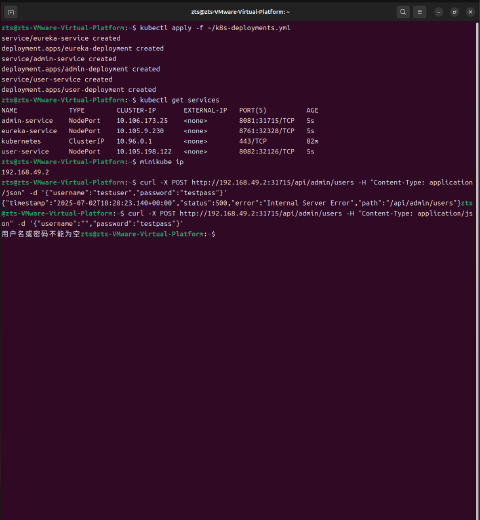 zts@zts-VMware-Virtual-Platform: ~
zts@zts-VMware-Virtual-Platform:~$ kubectl apply -f ~/k8s-deployments.yml
service/eureka-service created
deployment.apps/eureka-deployment created
service/admin-service created
deployment.apps/admin-deployment created
service/user-service created
deployment.apps/user-deployment created
zts@zts-VMware-Virtual-Platform:~$ kubectl get services
NAME TYPE CLUSTER-IP EXTERNAL-IP PORT(S) AGE
admin-service NodePort 10.106.173.25 <none> 8081:31715/TCP 5s
eureka-service NodePort 10.105.9.230 <none> 8761:32328/TCP 5s
kubernetes ClusterIP 10.96.0.1 <none> 443/TCP 82m
user-service NodePort 10.105.198.122 <none> 8082:32126/TCP 5s
zts@zts-VMware-Virtual-Platform:~$ minikube ip
192.168.49.2
zts@zts-VMware-Virtual-Platform:~$ curl -X POST http://192.168.49.2:31715/api/admin/users -H "Content-Type: application
/json" -d '{"username":"testuser","password":"testpass"}'
{"timestamp":"2025-07-02T18:28:23.140+00:00","status":500,"error":"Internal Server Error","path":"/api/admin/users"}zts
@zts-VMware-Virtual-Platform:~$ curl -X POST http://192.168.49.2:31715/api/admin/users -H "Content-Type: application/js
on" -d '{"username":"","password":"testpass"}'
用户名或密码不能为空zts@zts-VMware-Virtual-Platform:~$